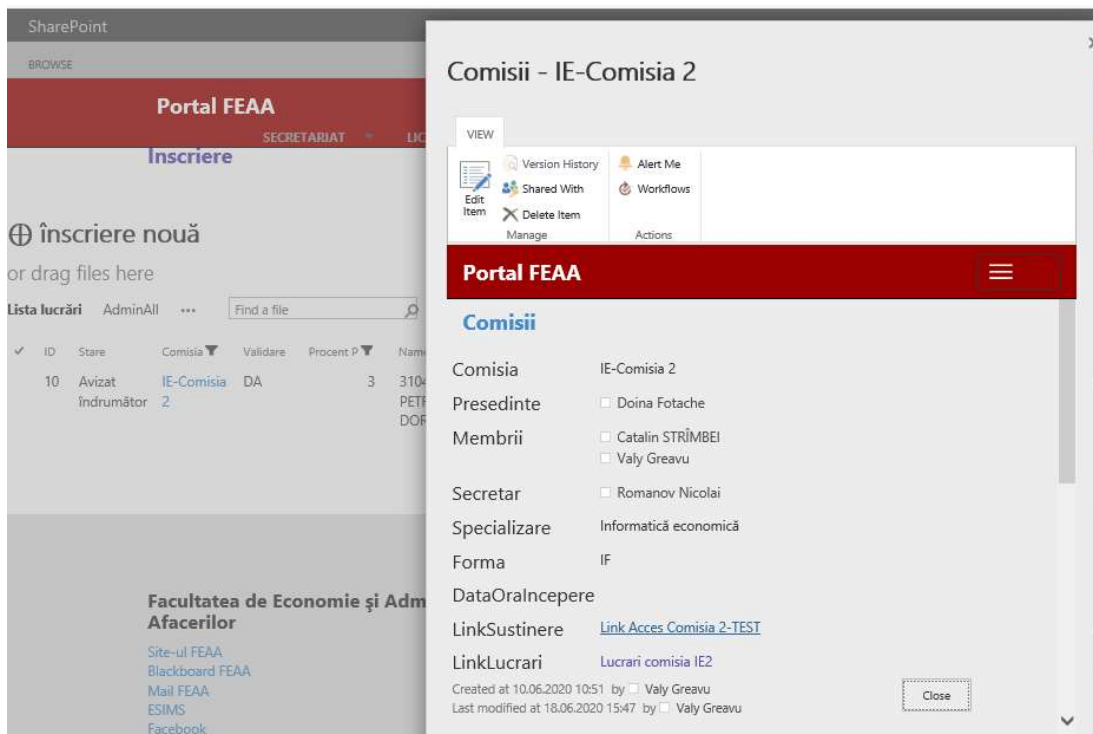 SharePoint
BROWSE
Portal FEAA
SECRETARIAT
Inscriere
înscriere nouă
or drag files here
Lista lucrări AdminAll ... Find a file
ID Stare Comisia Validare Procent P
10 Avizat îndrumător IE-Comisia 2 DA 3 3104
Facultatea de Economie şi
Afacerilor
Site-ul FEAA
Blackboard FEAA
Mail FEAA
ESIMS
Facebook
Comisii - IE-Comisia 2
VIEW
Edit Item
Version History
Shared With
Delete Item
Manage
Alert Me
Workflows
Actions
Portal FEAA
Comisii
Comisia IE-Comisia 2
Presedinte Doina Fotache
Membrii Catalin STRÎMBEI
Valy Greavu
Secretar Romanov Nicolai
Specializare Informatică economică
Forma IF
DataOraIncepere
LinkSustinere Link Acces Comisia 2-TEST
LinkLucrari Lucrari comisia IE2
Created at 10.06.2020 10:51 by Valy Greavu
Last modified at 18.06.2020 15:47 by Valy Greavu
Close